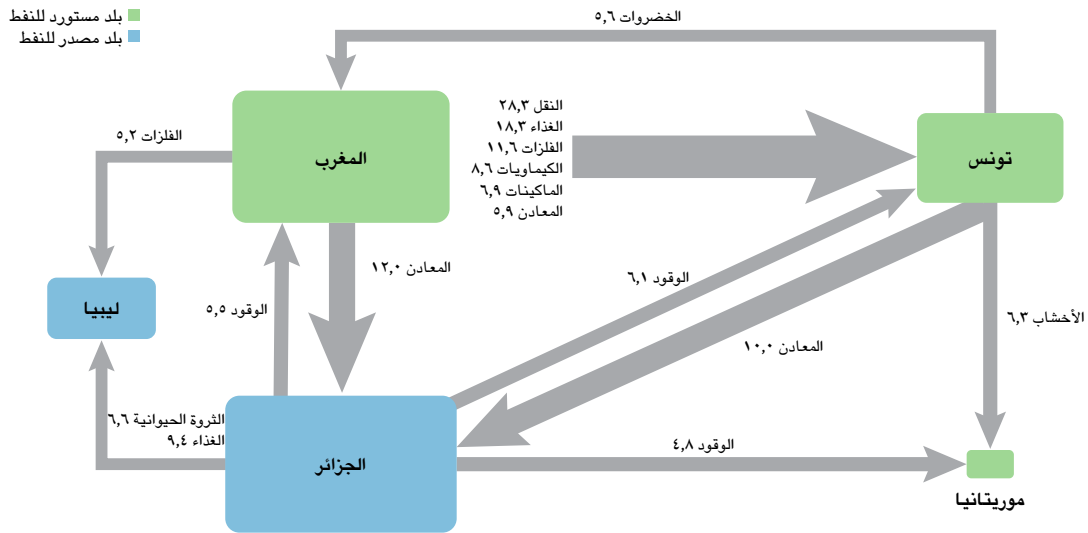 بلد مستورد للنفط
بلد مصدر للنفط
الخضروات ٥,٦
النقل ٢٨,٣
الغذاء ١٨,٣
الفلزات ١١,٦
الكيماويات ٨,٦
الماكينات ٦,٩
المعادن ٥,٩
تونس
المغرب
الفلزات ٥,٢
المعادن ١٢,٠
الوقود ٦,١
ليبيا
الوقود ٥,٥
الأخشاب ٦,٣
المعادن ١٠,٠
الثروة الحيوانية ٦,٦
الغذاء ٩,٤
الوقود ٤,٨
الجزائر
موريتانيا